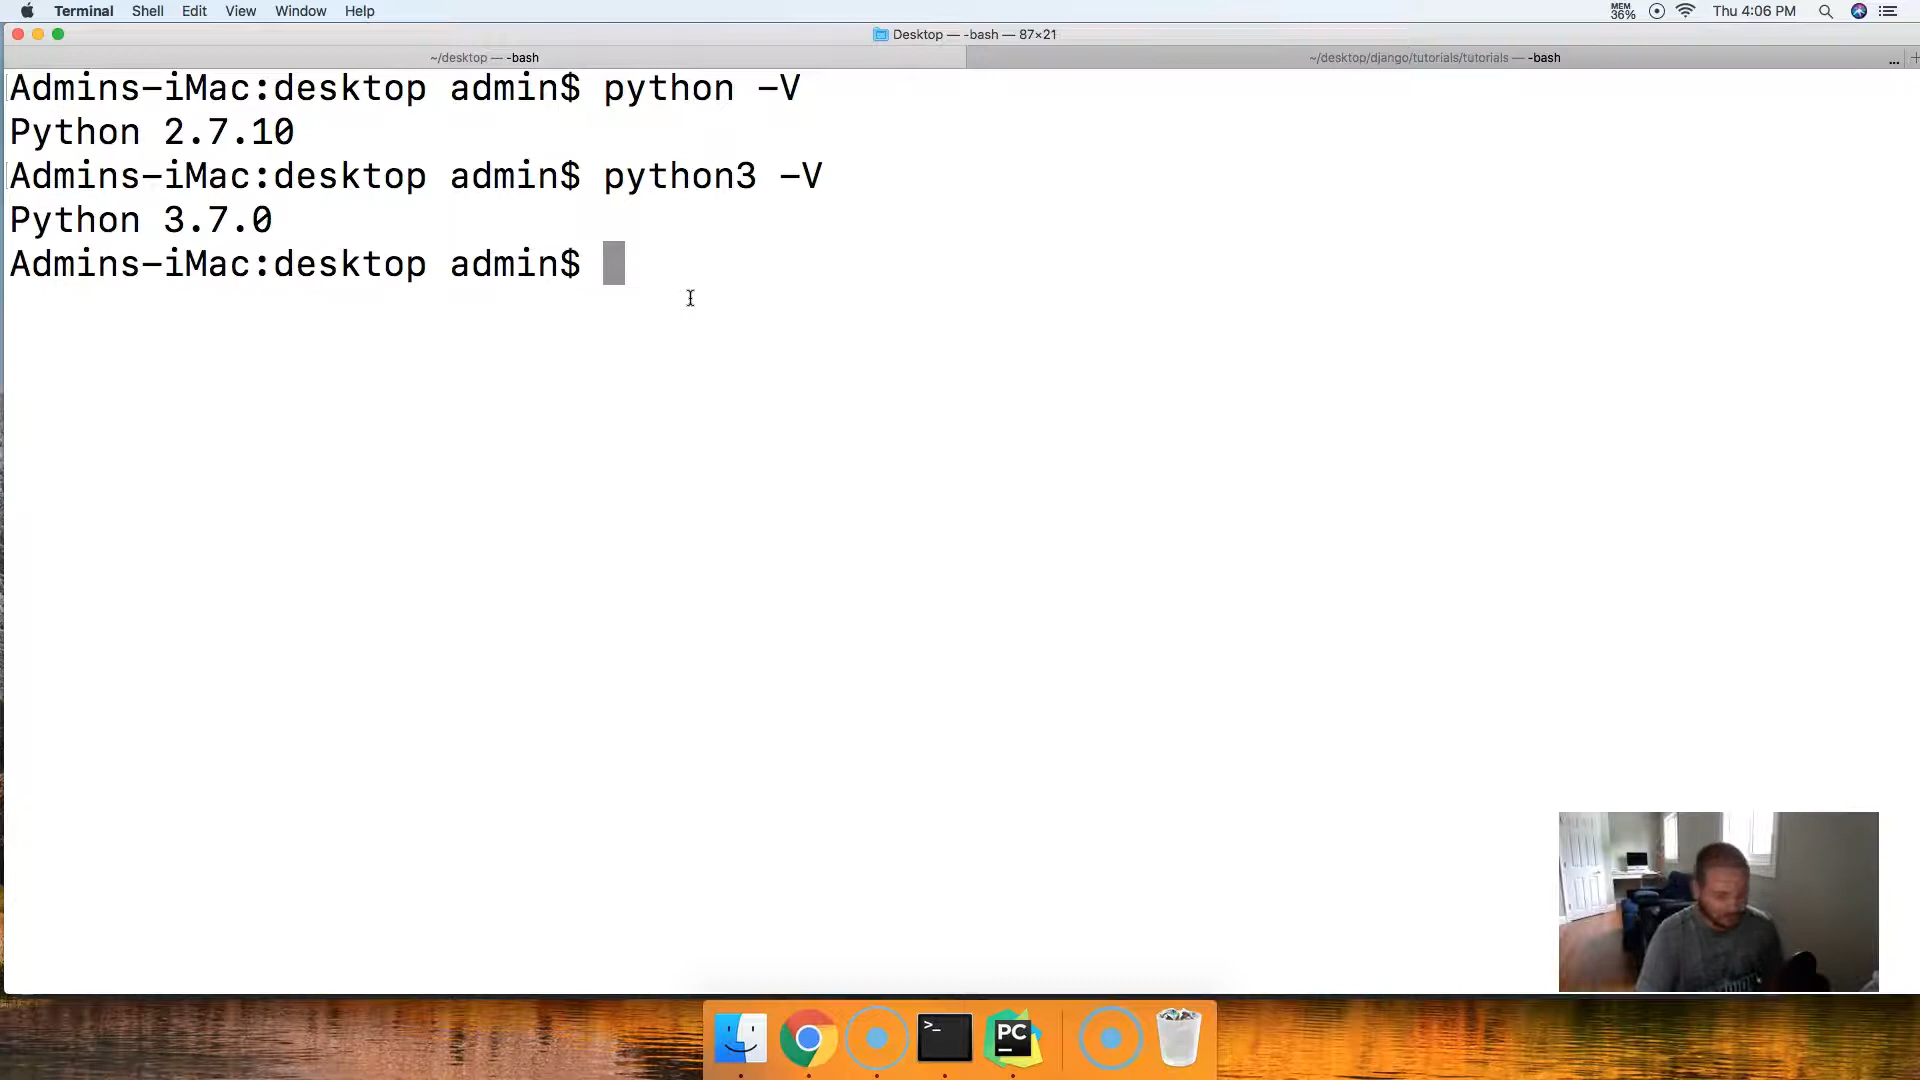 Terminal Shell Edit View Window Help MEM 36% Thu 4:06 PM
Desktop — -bash — 87×21
~/desktop — -bash ~/desktop/django/tutorials/tutorials — -bash ... +
Admins-iMac:desktop admin$ python -V
Python 2.7.10
Admins-iMac:desktop admin$ python3 -V
Python 3.7.0
Admins-iMac:desktop admin$
>_ PC